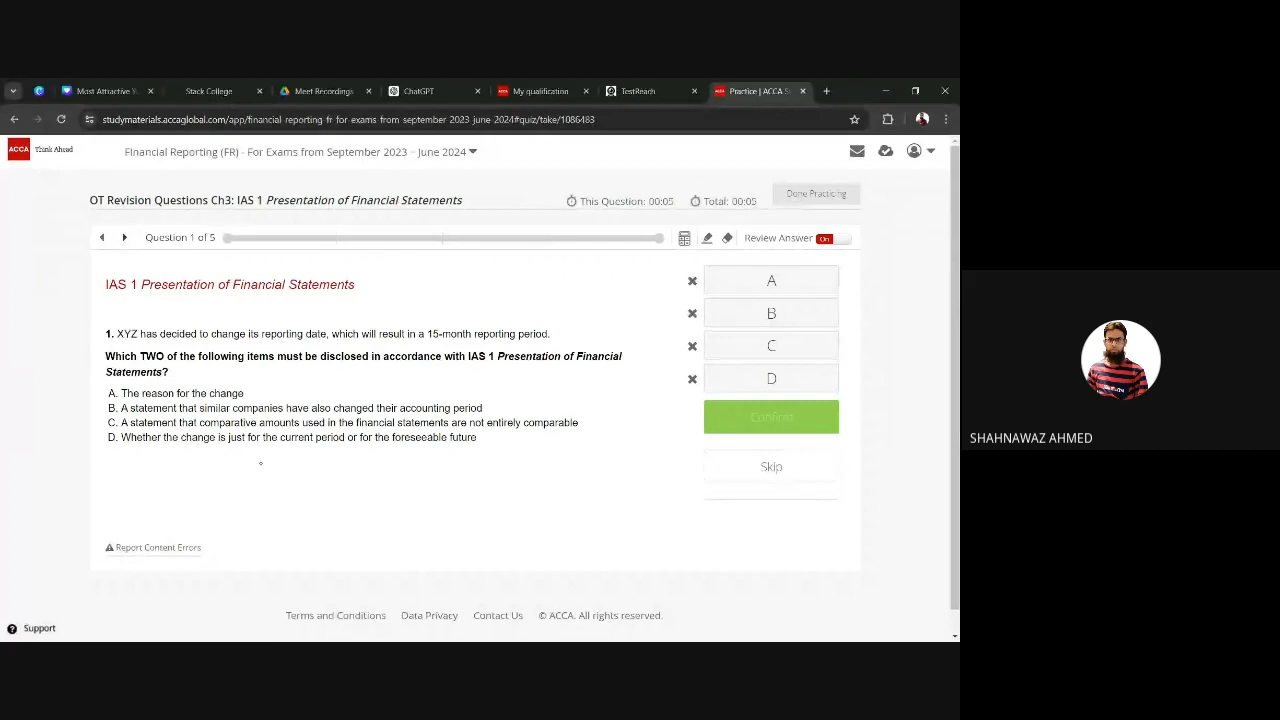 Most Attractive Y
Stack College
Meet Recordings
ChatGPT
My qualification
TestReach
Practice | ACCA S
studymaterials.accaglobal.com/app/financial-reporting-fr-for-exams-from-september-2023-june-2024#quiz/take/1086483
ACCA Think Ahead
Financial Reporting (FR) - For Exams from September 2023 – June 2024
OT Revision Questions Ch3: IAS 1 Presentation of Financial Statements
This Question: 00:05
Total: 00:05
Done Practicing
Question 1 of 5
Review Answer On
IAS 1 Presentation of Financial Statements
1. XYZ has decided to change its reporting date, which will result in a 15-month reporting period.
Which TWO of the following items must be disclosed in accordance with IAS 1 Presentation of Financial
Statements?
A. The reason for the change
B. A statement that similar companies have also changed their accounting period
C. A statement that comparative amounts used in the financial statements are not entirely comparable
D. Whether the change is just for the current period or for the foreseeable future
A
B
C
D
Confirm
Skip
Report Content Errors
Terms and Conditions
Data Privacy
Contact Us
© ACCA. All rights reserved.
Support
SHAHNAWAZ AHMED